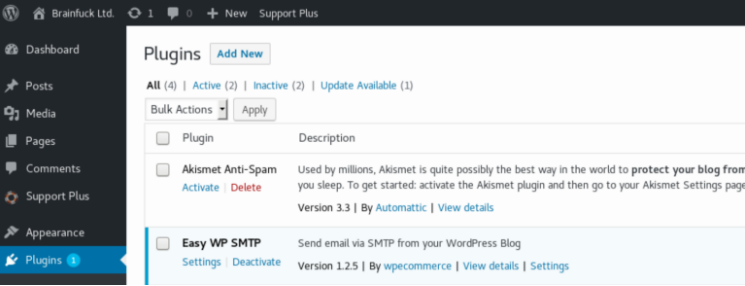 Brainfuck Ltd. 1 0 + New Support Plus
Dashboard
Posts
Media
Pages
Comments
Support Plus
Appearance
Plugins 1
Plugins Add New
All (4) | Active (2) | Inactive (2) | Update Available (1)
Bulk Actions Apply
Plugin Description
Akismet Anti-Spam
Activate | Delete
Used by millions, Akismet is quite possibly the best way in the world to protect your blog from
you sleep. To get started: activate the Akismet plugin and then go to your Akismet Settings page
Version 3.3 | By Automattic | View details
Easy WP SMTP
Settings | Deactivate
Send email via SMTP from your WordPress Blog
Version 1.2.5 | By wpecommerce | View details | Settings